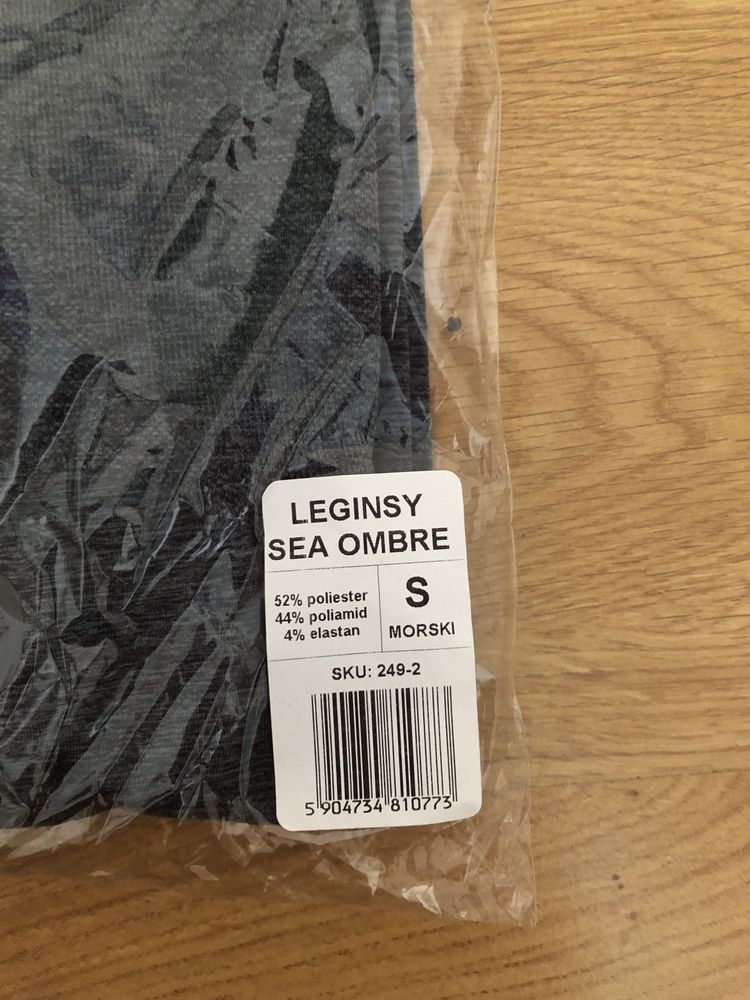 LEGINSY
SEA OMBRE
52% poliester
44% poliamid
4% elastan
S
MORSKI
SKU: 249-2
5 904734 810773